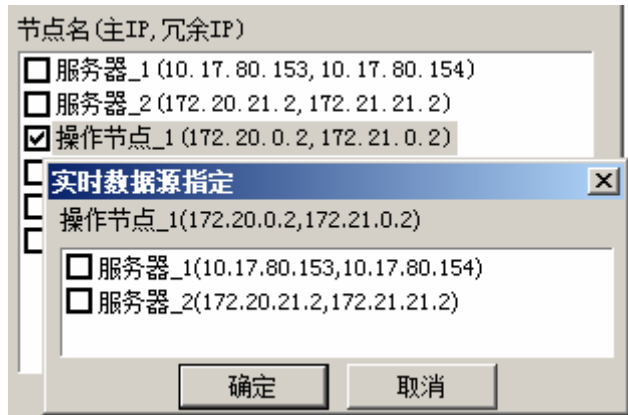 节点名(主IP,冗余IP)
服务器_1(10.17.80.153,10.17.80.154)
服务器_2(172.20.21.2,172.21.21.2)
操作节点_1(172.20.0.2,172.21.0.2)
实时数据源指定
操作节点_1(172.20.0.2,172.21.0.2)
服务器_1(10.17.80.153,10.17.80.154)
服务器_2(172.20.21.2,172.21.21.2)
确定 取消